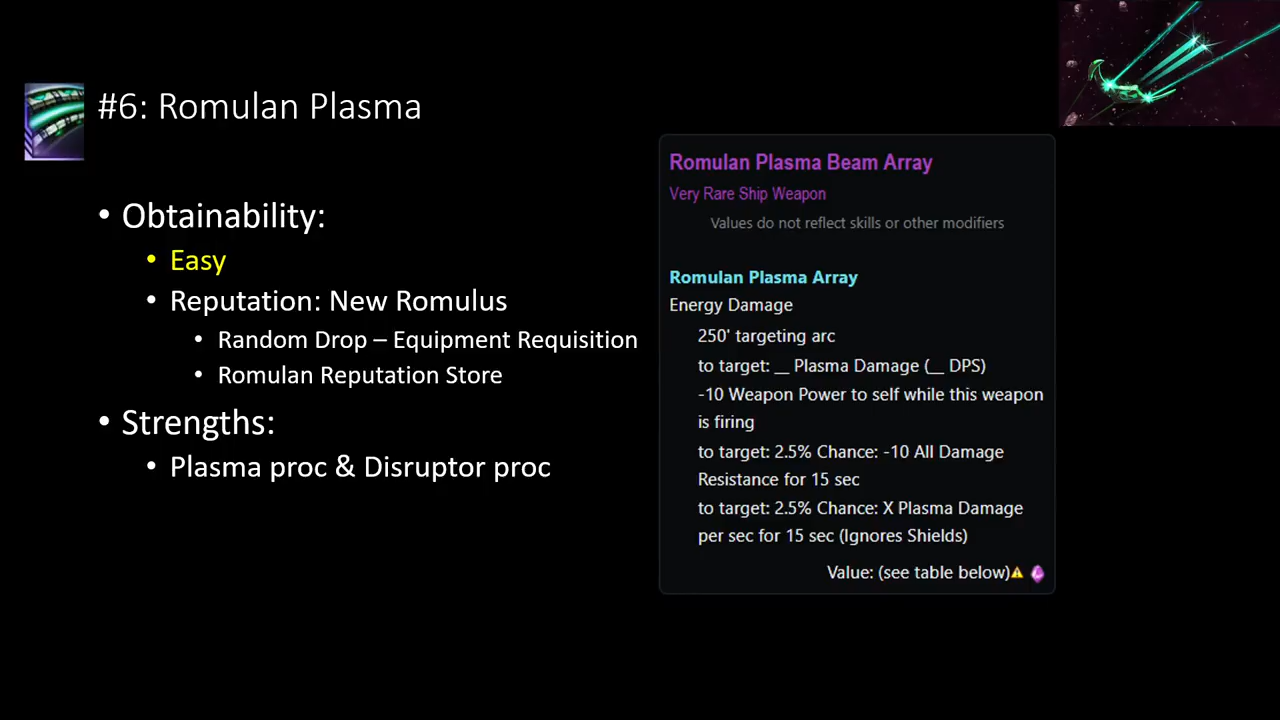 #6: Romulan Plasma
• Obtainability:
• Easy
• Reputation: New Romulus
• Random Drop – Equipment Requisition
• Romulan Reputation Store
• Strengths:
• Plasma proc & Disruptor proc
Romulan Plasma Beam Array
Very Rare Ship Weapon
Values do not reflect skills or other modifiers
Romulan Plasma Array
Energy Damage
250' targeting arc
to target: __ Plasma Damage (__ DPS)
-10 Weapon Power to self while this weapon
is firing
to target: 2.5% Chance: -10 All Damage
Resistance for 15 sec
to target: 2.5% Chance: X Plasma Damage
per sec for 15 sec (Ignores Shields)
Value: (see table below)